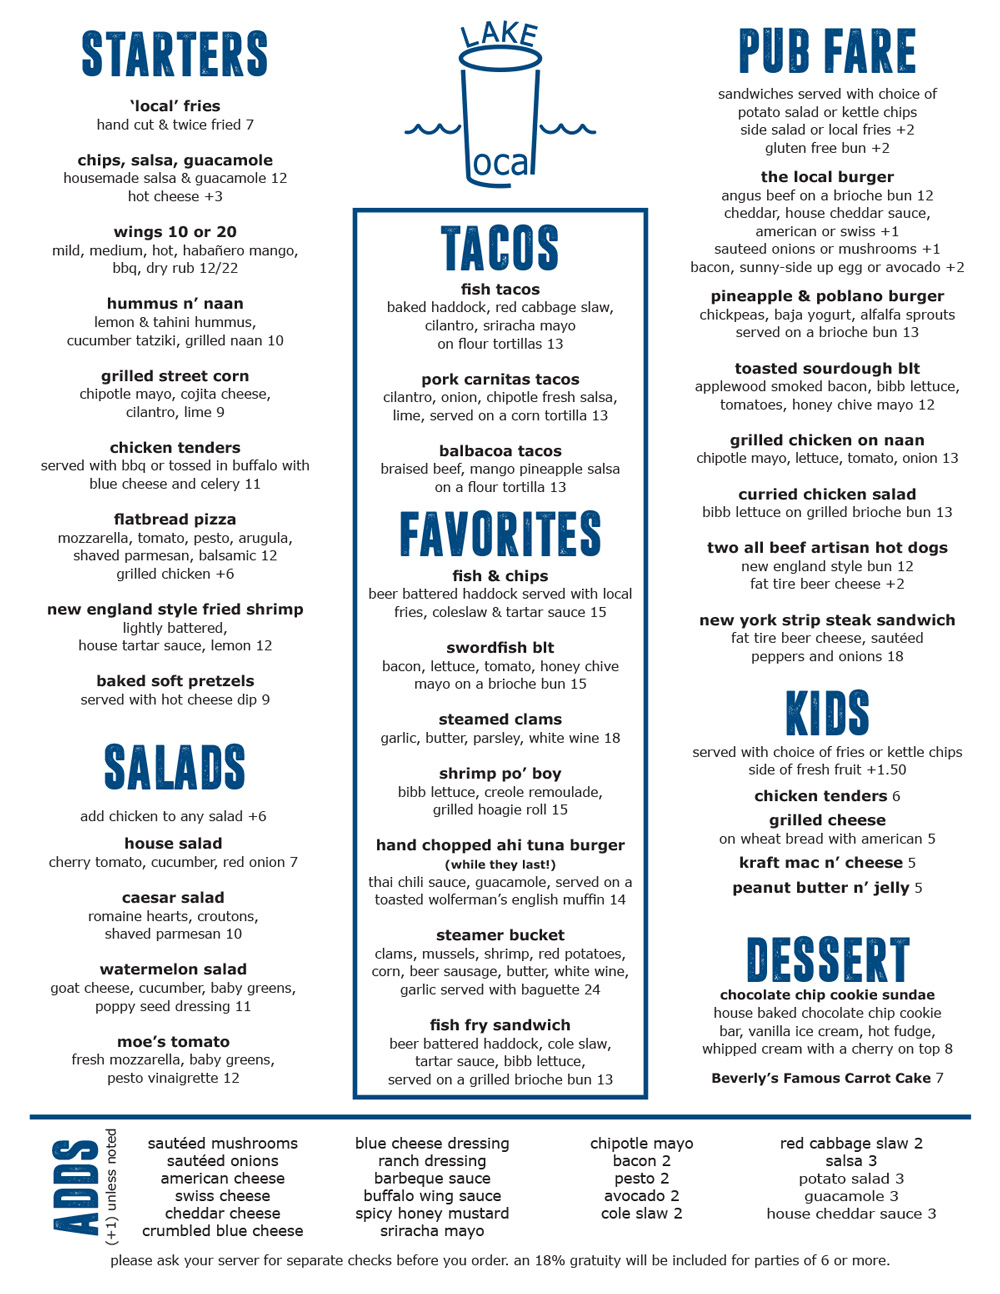 STARTERS
'local' fries
hand cut & twice fried 7
chips, salsa, guacamole
housemade salsa & guacamole 12
hot cheese +3
wings 10 or 20
mild, medium, hot, habañero mango,
bbq, dry rub 12/22
hummus n' naan
lemon & tahini hummus,
cucumber tatziki, grilled naan 10
grilled street corn
chipotle mayo, cojita cheese,
cilantro, lime 9
chicken tenders
served with bbq or tossed in buffalo with
blue cheese and celery 11
flatbread pizza
mozzarella, tomato, pesto, arugula,
shaved parmesan, balsamic 12
grilled chicken +6
new england style fried shrimp
lightly battered,
house tartar sauce, lemon 12
baked soft pretzels
served with hot cheese dip 9
SALADS
add chicken to any salad +6
house salad
cherry tomato, cucumber, red onion 7
caesar salad
romaine hearts, croutons,
shaved parmesan 10
watermelon salad
goat cheese, cucumber, baby greens,
poppy seed dressing 11
moe's tomato
fresh mozzarella, baby greens,
pesto vinaigrette 12
LAKE
ocal
TACOS
fish tacos
baked haddock, red cabbage slaw,
cilantro, sriracha mayo
on flour tortillas 13
pork carnitas tacos
cilantro, onion, chipotle fresh salsa,
lime, served on a corn tortilla 13
balbacoa tacos
braised beef, mango pineapple salsa
on a flour tortilla 13
FAVORITES
fish & chips
beer battered haddock served with local
fries, coleslaw & tartar sauce 15
swordfish blt
bacon, lettuce, tomato, honey chive
mayo on a brioche bun 15
steamed clams
garlic, butter, parsley, white wine 18
shrimp po' boy
bibb lettuce, creole remoulade,
grilled hoagie roll 15
hand chopped ahi tuna burger
(while they last!)
thai chili sauce, guacamole, served on a
toasted wolferman's english muffin 14
steamer bucket
clams, mussels, shrimp, red potatoes,
corn, beer sausage, butter, white wine,
garlic served with baguette 24
fish fry sandwich
beer battered haddock, cole slaw,
tartar sauce, bibb lettuce,
served on a grilled brioche bun 13
PUB FARE
sandwiches served with choice of
potato salad or kettle chips
side salad or local fries +2
gluten free bun +2
the local burger
angus beef on a brioche bun 12
cheddar, house cheddar sauce,
american or swiss +1
sauteed onions or mushrooms +1
bacon, sunny-side up egg or avocado +2
pineapple & poblano burger
chickpeas, baja yogurt, alfalfa sprouts
served on a brioche bun 13
toasted sourdough blt
applewood smoked bacon, bibb lettuce,
tomatoes, honey chive mayo 12
grilled chicken on naan
chipotle mayo, lettuce, tomato, onion 13
curried chicken salad
bibb lettuce on grilled brioche bun 13
two all beef artisan hot dogs
new england style bun 12
fat tire beer cheese +2
new york strip steak sandwich
fat tire beer cheese, sautéed
peppers and onions 18
KIDS
served with choice of fries or kettle chips
side of fresh fruit +1.50
chicken tenders 6
grilled cheese
on wheat bread with american 5
kraft mac n' cheese 5
peanut butter n' jelly 5
DESSERT
chocolate chip cookie sundae
house baked chocolate chip cookie
bar, vanilla ice cream, hot fudge,
whipped cream with a cherry on top 8
Beverly's Famous Carrot Cake 7
ADDS
(+1) unless noted
sautéed mushrooms
sautéed onions
american cheese
swiss cheese
cheddar cheese
crumbled blue cheese
blue cheese dressing
ranch dressing
barbeque sauce
buffalo wing sauce
spicy honey mustard
sriracha mayo
chipotle mayo
bacon 2
pesto 2
avocado 2
cole slaw 2
red cabbage slaw 2
salsa 3
potato salad 3
guacamole 3
house cheddar sauce 3
please ask your server for separate checks before you order. an 18% gratuity will be included for parties of 6 or more.